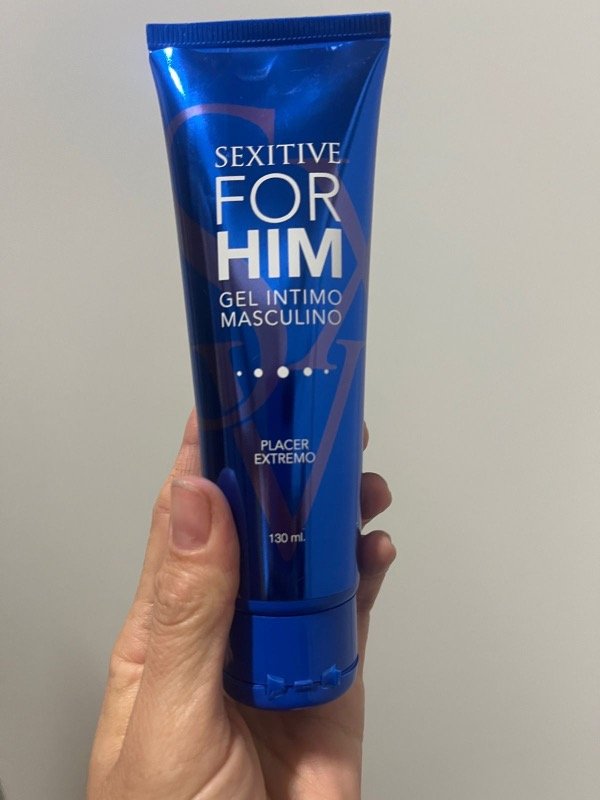 SEXITIVE
FOR
HIM
GEL INTIMO
MASCULINO
PLACER
EXTREMO
130 ml.